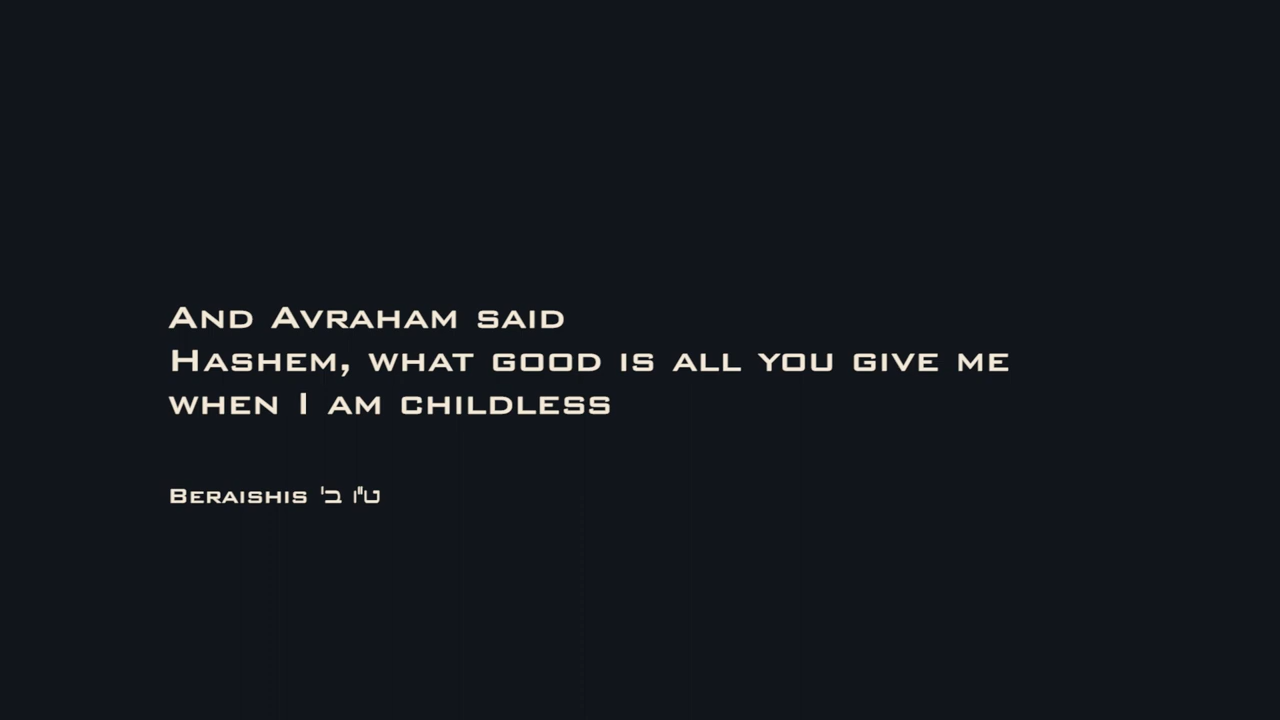 And Avraham said
Hashem, what good is all you give me
when I am childless
Beraishis ט"ו ב'